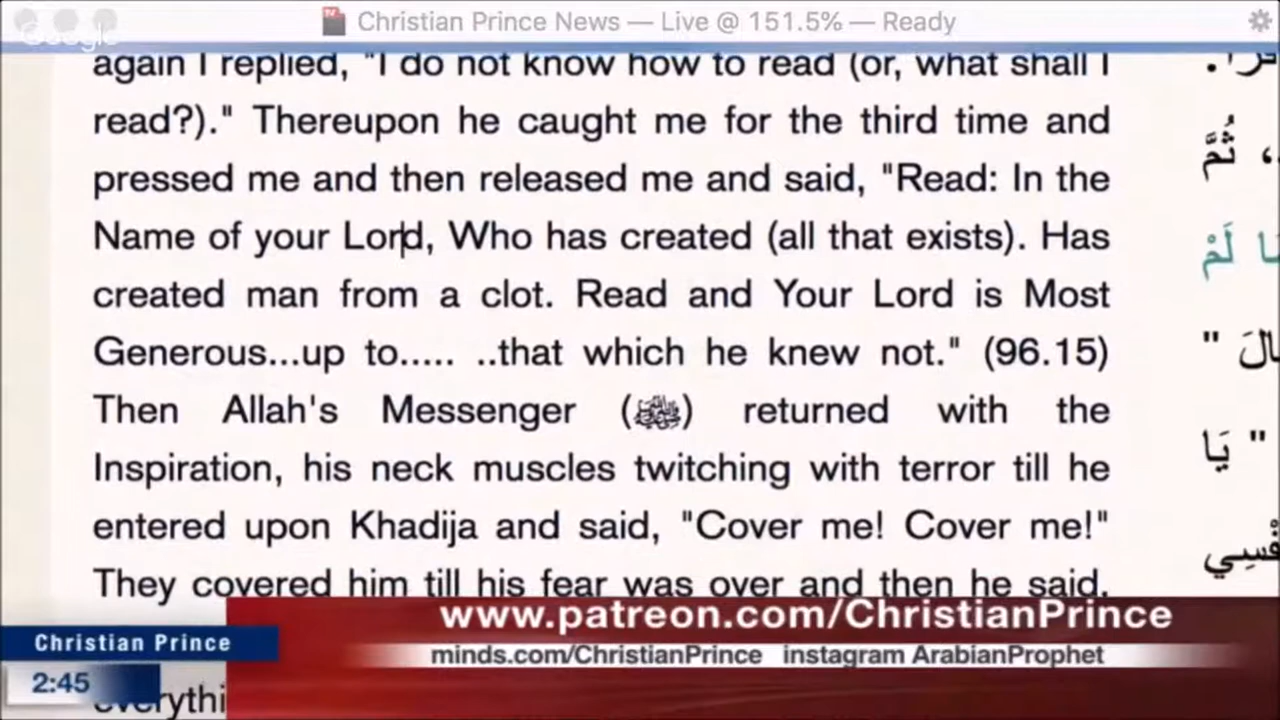 Christian Prince News — Live @ 151.5% — Ready
Google
again I replied, "I do not know how to read (or, what shall I
read?)." Thereupon he caught me for the third time and
pressed me and then released me and said, "Read: In the
Name of your Lord, Who has created (all that exists). Has
created man from a clot. Read and Your Lord is Most
Generous...up to..... ..that which he knew not." (96.15)
Then Allah's Messenger (ﷺ) returned with the
Inspiration, his neck muscles twitching with terror till he
entered upon Khadija and said, "Cover me! Cover me!"
They covered him till his fear was over and then he said,
ثُمَّ
مَا لَمْ
قَالَ "
" يَا
www.patreon.com/ChristianPrince
Christian Prince
minds.com/ChristianPrince instagram ArabianProphet
2:45